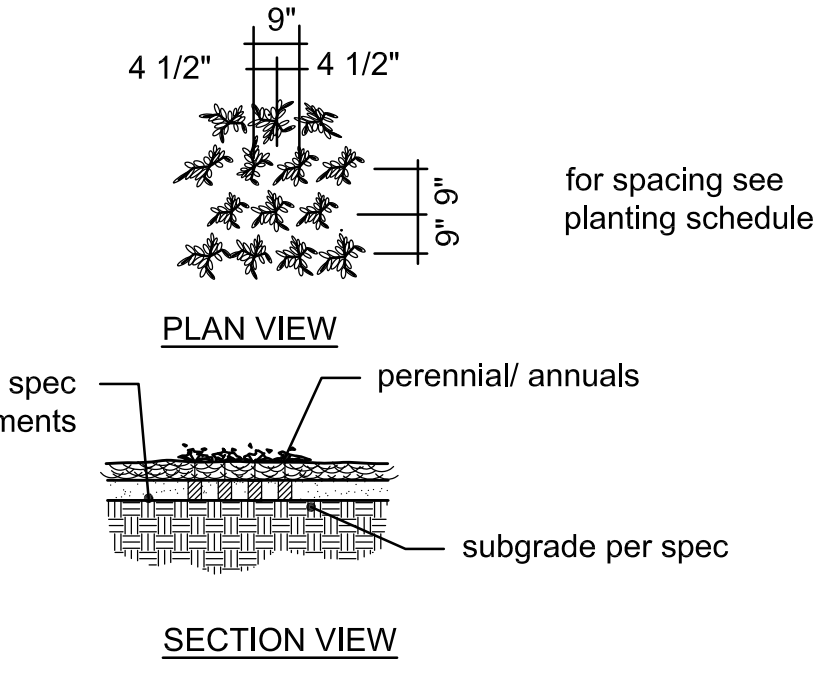 9"
4 1/2"
4 1/2"
9"
9"
for spacing see
planting schedule
PLAN VIEW
spec
perennial/ annuals
subgrade per spec
SECTION VIEW